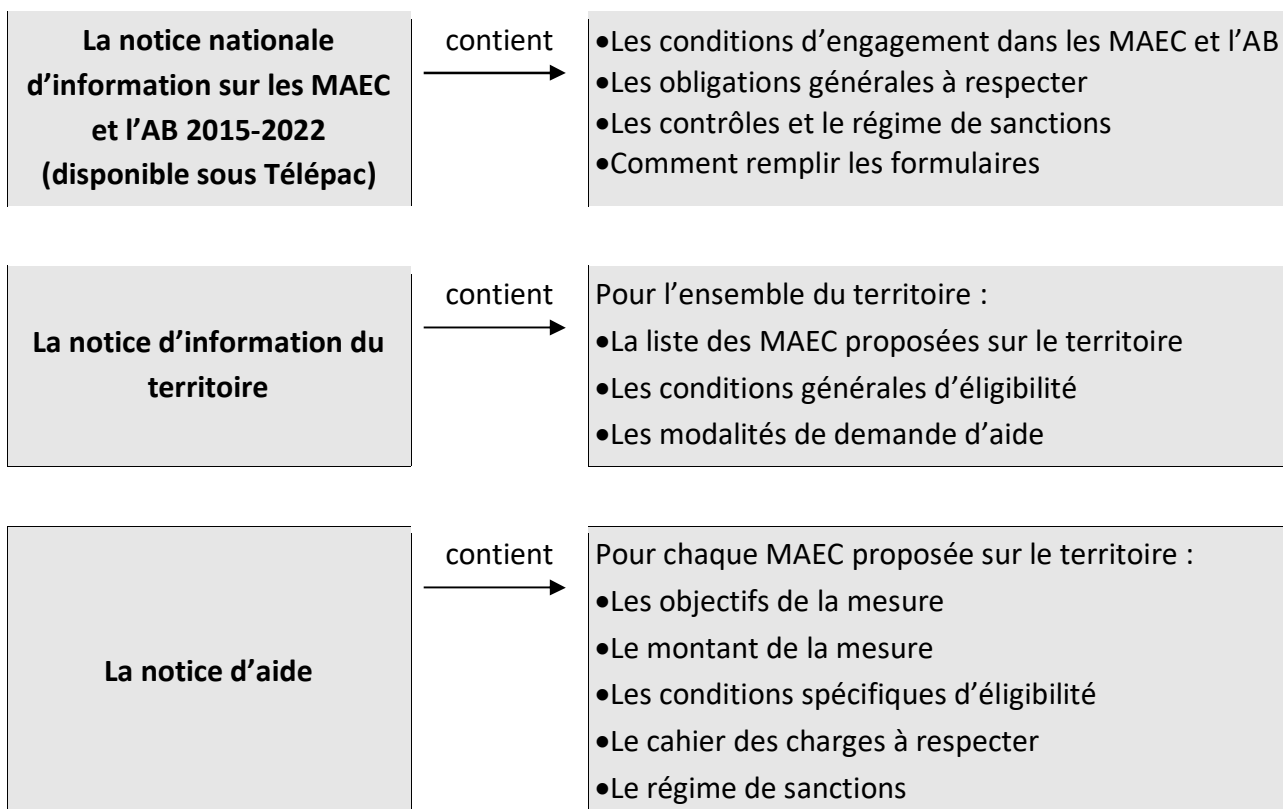 La notice nationale
d’information sur les MAEC
et l’AB 2015-2022
(disponible sous Télépac)
contient
•Les conditions d’engagement dans les MAEC et l’AB
•Les obligations générales à respecter
•Les contrôles et le régime de sanctions
•Comment remplir les formulaires
La notice d’information du
territoire
contient
Pour l’ensemble du territoire :
•La liste des MAEC proposées sur le territoire
•Les conditions générales d’éligibilité
•Les modalités de demande d’aide
La notice d’aide
contient
Pour chaque MAEC proposée sur le territoire :
•Les objectifs de la mesure
•Le montant de la mesure
•Les conditions spécifiques d’éligibilité
•Le cahier des charges à respecter
•Le régime de sanctions